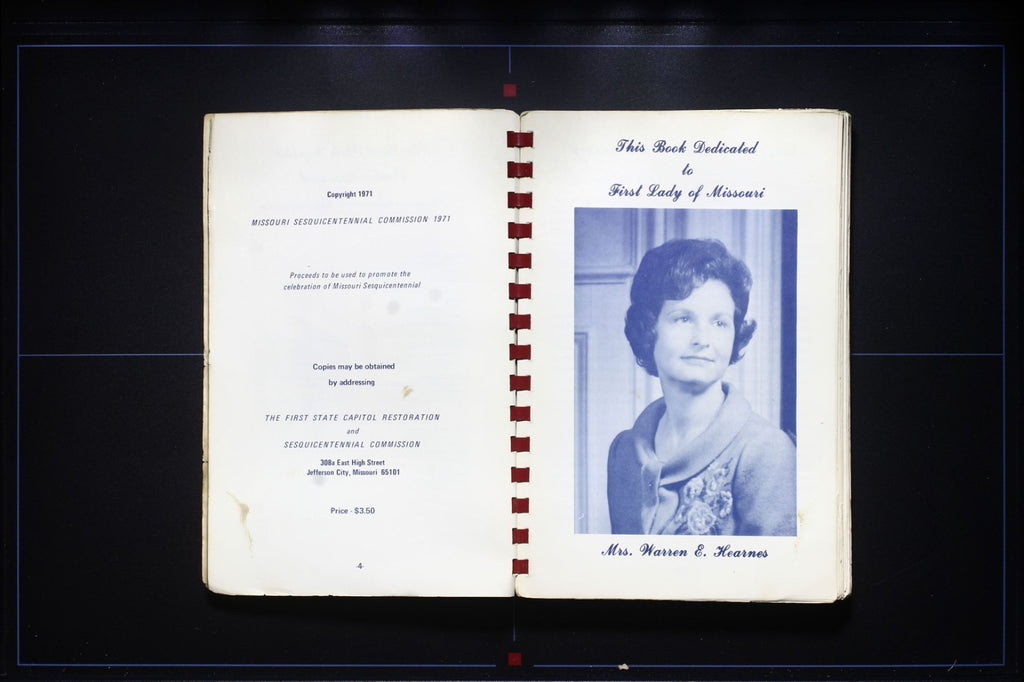 Copyright 1971
MISSOURI SESQUICENTENNIAL COMMISSION 1971
Proceeds to be used to promote the
celebration of Missouri Sesquicentennial
Copies may be obtained
by addressing
THE FIRST STATE CAPITOL RESTORATION
and
SESQUICENTENNIAL COMMISSION
308a East High Street
Jefferson City, Missouri 65101
Price - $3.50
-4-
This Book Dedicated
to
First Lady of Missouri
Mrs. Warren E. Hearnes